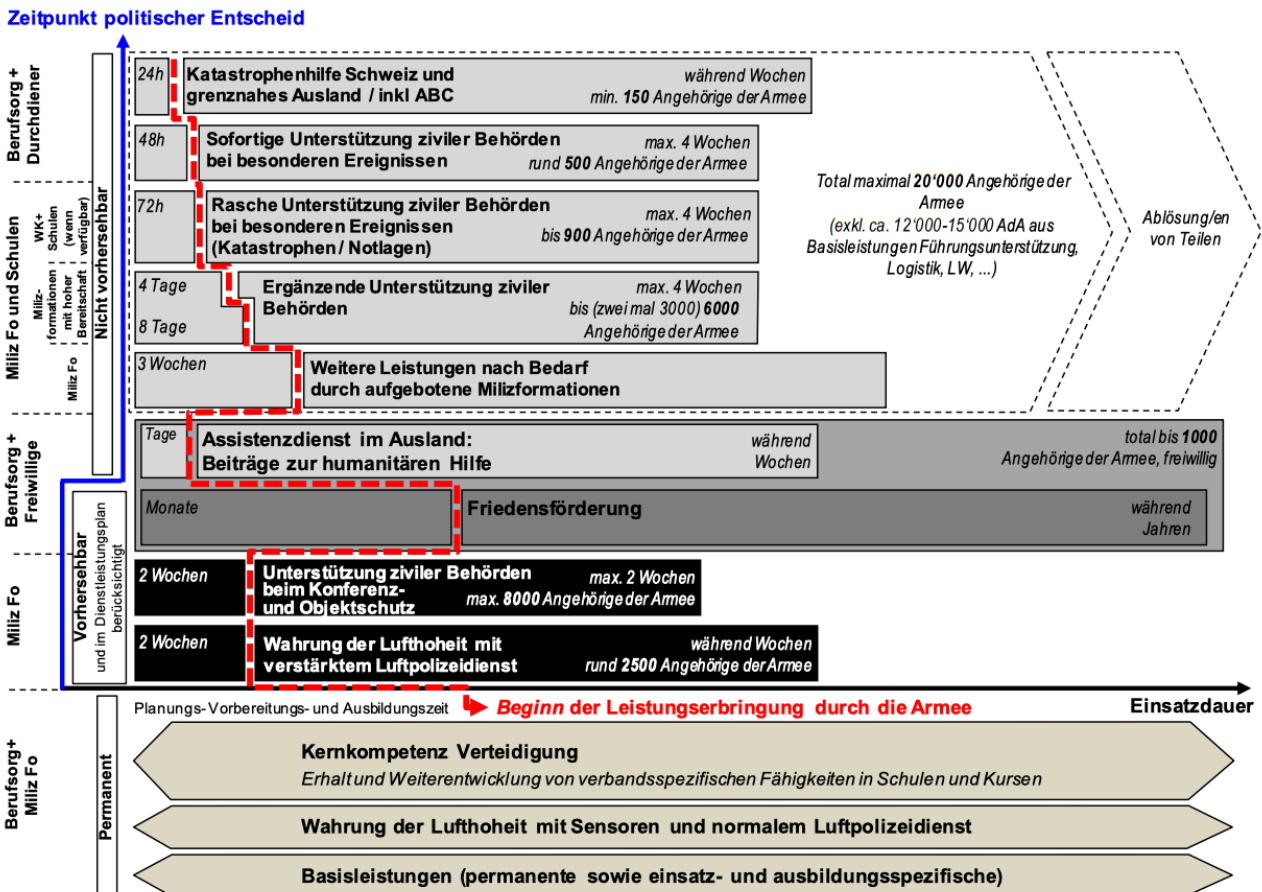 Zeitpunkt politischer Entscheid
Berufsorg +
Durchdiener
Nicht vorhersehbar
24h
Katastrophenhilfe Schweiz und
grenznahes Ausland / inkl ABC
während Wochen
min. 150 Angehörige der Armee
48h
Sofortige Unterstützung ziviler Behörden
bei besonderen Ereignissen
max. 4 Wochen
rund 500 Angehörige der Armee
Miliz Fo und Schulen
WK+
Schulen
(wenn
verfügbar)
72h
Rasche Unterstützung ziviler Behörden
bei besonderen Ereignissen
(Katastrophen / Notlagen)
max. 4 Wochen
bis 900 Angehörige der Armee
Miliz-
formationen
mit hoher
Bereitschaft
4 Tage
8 Tage
Ergänzende Unterstützung ziviler
Behörden
max. 4 Wochen
bis (zwei mal 3000) 6000
Angehörige der Armee
Miliz Fo
3 Wochen
Weitere Leistungen nach Bedarf
durch aufgebotene Milizformationen
Total maximal 20‘000 Angehörige der
Armee
(exkl. ca. 12‘000-15‘000 AdA aus
Basisleistungen Führungsunterstützung,
Logistik, LW, ...)
Ablösung/en
von Teilen
Berufsorg +
Freiwillige
Tage
Assistenzdienst im Ausland:
Beiträge zur humanitären Hilfe
während
Wochen
total bis 1000
Angehörige der Armee, freiwillig
Monate
Friedensförderung
während
Jahren
Vorhersehbar
und im Dienstleistungsplan
berücksichtigt
Miliz Fo
2 Wochen
Unterstützung ziviler Behörden
beim Konferenz-
und Objektschutz
max. 2 Wochen
max. 8000 Angehörige der Armee
2 Wochen
Wahrung der Lufthoheit mit
verstärktem Luftpolizeidienst
während Wochen
rund 2500 Angehörige der Armee
Planungs- Vorbereitungs- und Ausbildungszeit
Beginn der Leistungserbringung durch die Armee
Einsatzdauer
Berufsorg+
Miliz Fo
Permanent
Kernkompetenz Verteidigung
Erhalt und Weiterentwicklung von verbandsspezifischen Fähigkeiten in Schulen und Kursen
Wahrung der Lufthoheit mit Sensoren und normalem Luftpolizeidienst
Basisleistungen (permanente sowie einsatz- und ausbildungsspezifische)